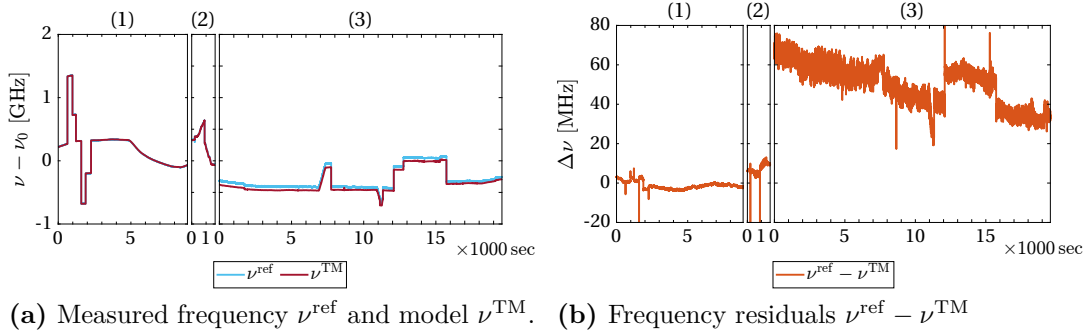 (1) (2) (3)
2
1
0
-1
ν − ν₀ [GHz]
0 5 0 1 0 5 10 15
×1000 sec
ν^ref ν^TM
(a) Measured frequency ν^ref and model ν^TM.
(1) (2) (3)
80
60
40
20
0
-20
Δν [MHz]
0 5 0 1 0 5 10 15
×1000 sec
ν^ref − ν^TM
(b) Frequency residuals ν^ref − ν^TM